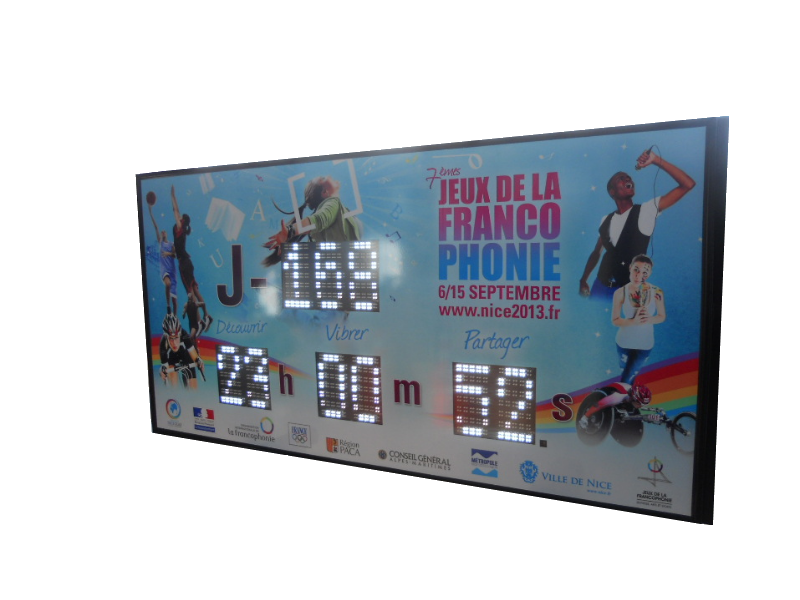 7èmes
JEUX DE LA
FRANCO
PHONIE
6/15 SEPTEMBRE
www.nice2013.fr
J-168
Découvrir Vibrer Partager
23 h 00 m 52 s
la francophonie
Région
PACA
CONSEIL GÉNÉRAL
ALPES MARITIMES
MÉTROPOLE
VILLE DE NICE
JEUX DE LA
FRANCOPHONIE